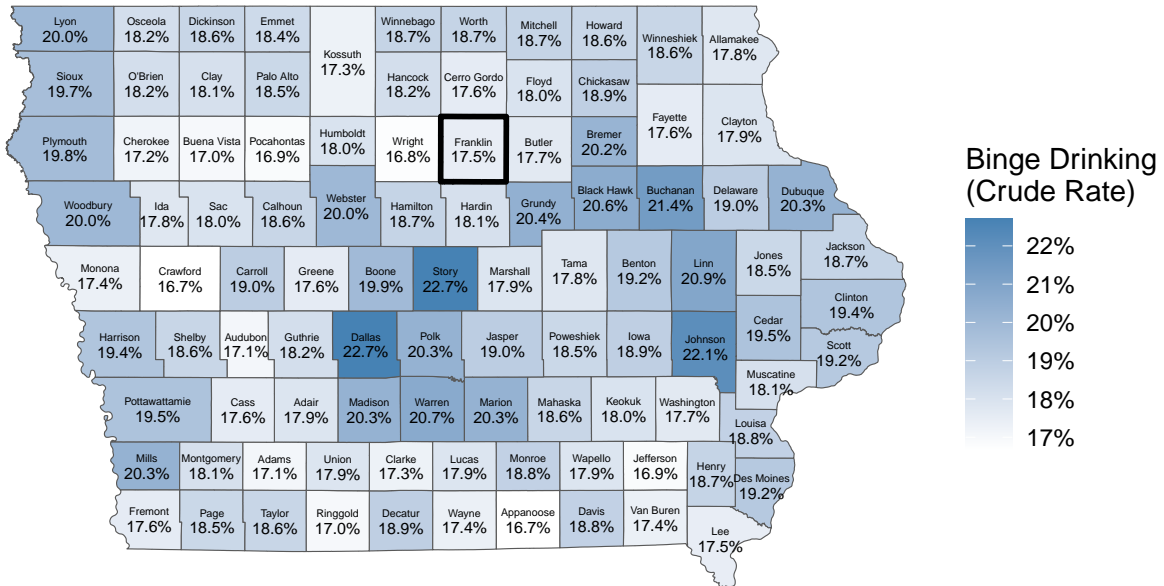 Lyon
20.0%
Osceola
18.2%
Dickinson
18.6%
Emmet
18.4%
Kossuth
17.3%
Winnebago
18.7%
Worth
18.7%
Mitchell
18.7%
Howard
18.6%
Winneshiek
18.6%
Allamakee
17.8%
Sioux
19.7%
O'Brien
18.2%
Clay
18.1%
Palo Alto
18.5%
Hancock
18.2%
Cerro Gordo
17.6%
Floyd
18.0%
Chickasaw
18.9%
Fayette
17.6%
Clayton
17.9%
Plymouth
19.8%
Cherokee
17.2%
Buena Vista
17.0%
Pocahontas
16.9%
Humboldt
18.0%
Wright
16.8%
Franklin
17.5%
Butler
17.7%
Bremer
20.2%
Woodbury
20.0%
Ida
17.8%
Sac
18.0%
Calhoun
18.6%
Webster
20.0%
Hamilton
18.7%
Hardin
18.1%
Grundy
20.4%
Black Hawk
20.6%
Buchanan
21.4%
Delaware
19.0%
Dubuque
20.3%
Monona
17.4%
Crawford
16.7%
Carroll
19.0%
Greene
17.6%
Boone
19.9%
Story
22.7%
Marshall
17.9%
Tama
17.8%
Benton
19.2%
Linn
20.9%
Jones
18.5%
Jackson
18.7%
Clinton
19.4%
Harrison
19.4%
Shelby
18.6%
Audubon
17.1%
Guthrie
18.2%
Dallas
22.7%
Polk
20.3%
Jasper
19.0%
Poweshiek
18.5%
Iowa
18.9%
Johnson
22.1%
Cedar
19.5%
Scott
19.2%
Muscatine
18.1%
Pottawattamie
19.5%
Cass
17.6%
Adair
17.9%
Madison
20.3%
Warren
20.7%
Marion
20.3%
Mahaska
18.6%
Keokuk
18.0%
Washington
17.7%
Louisa
18.8%
Mills
20.3%
Montgomery
18.1%
Adams
17.1%
Union
17.9%
Clarke
17.3%
Lucas
17.9%
Monroe
18.8%
Wapello
17.9%
Jefferson
16.9%
Henry
18.7%
Des Moines
19.2%
Fremont
17.6%
Page
18.5%
Taylor
18.6%
Ringgold
17.0%
Decatur
18.9%
Wayne
17.4%
Appanoose
16.7%
Davis
18.8%
Van Buren
17.4%
Lee
17.5%
Binge Drinking
(Crude Rate)
22%
21%
20%
19%
18%
17%